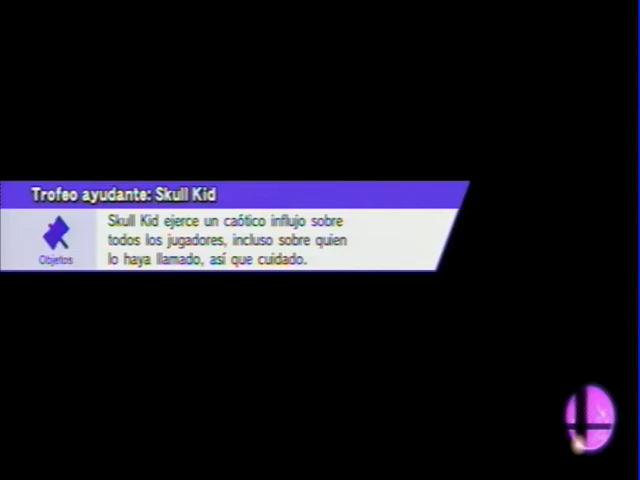 Trofeo ayudante: Skull Kid
Skull Kid ejerce un caótico influjo sobre
todos los jugadores, incluso sobre quien
lo haya llamado, así que cuidado.
Objetos